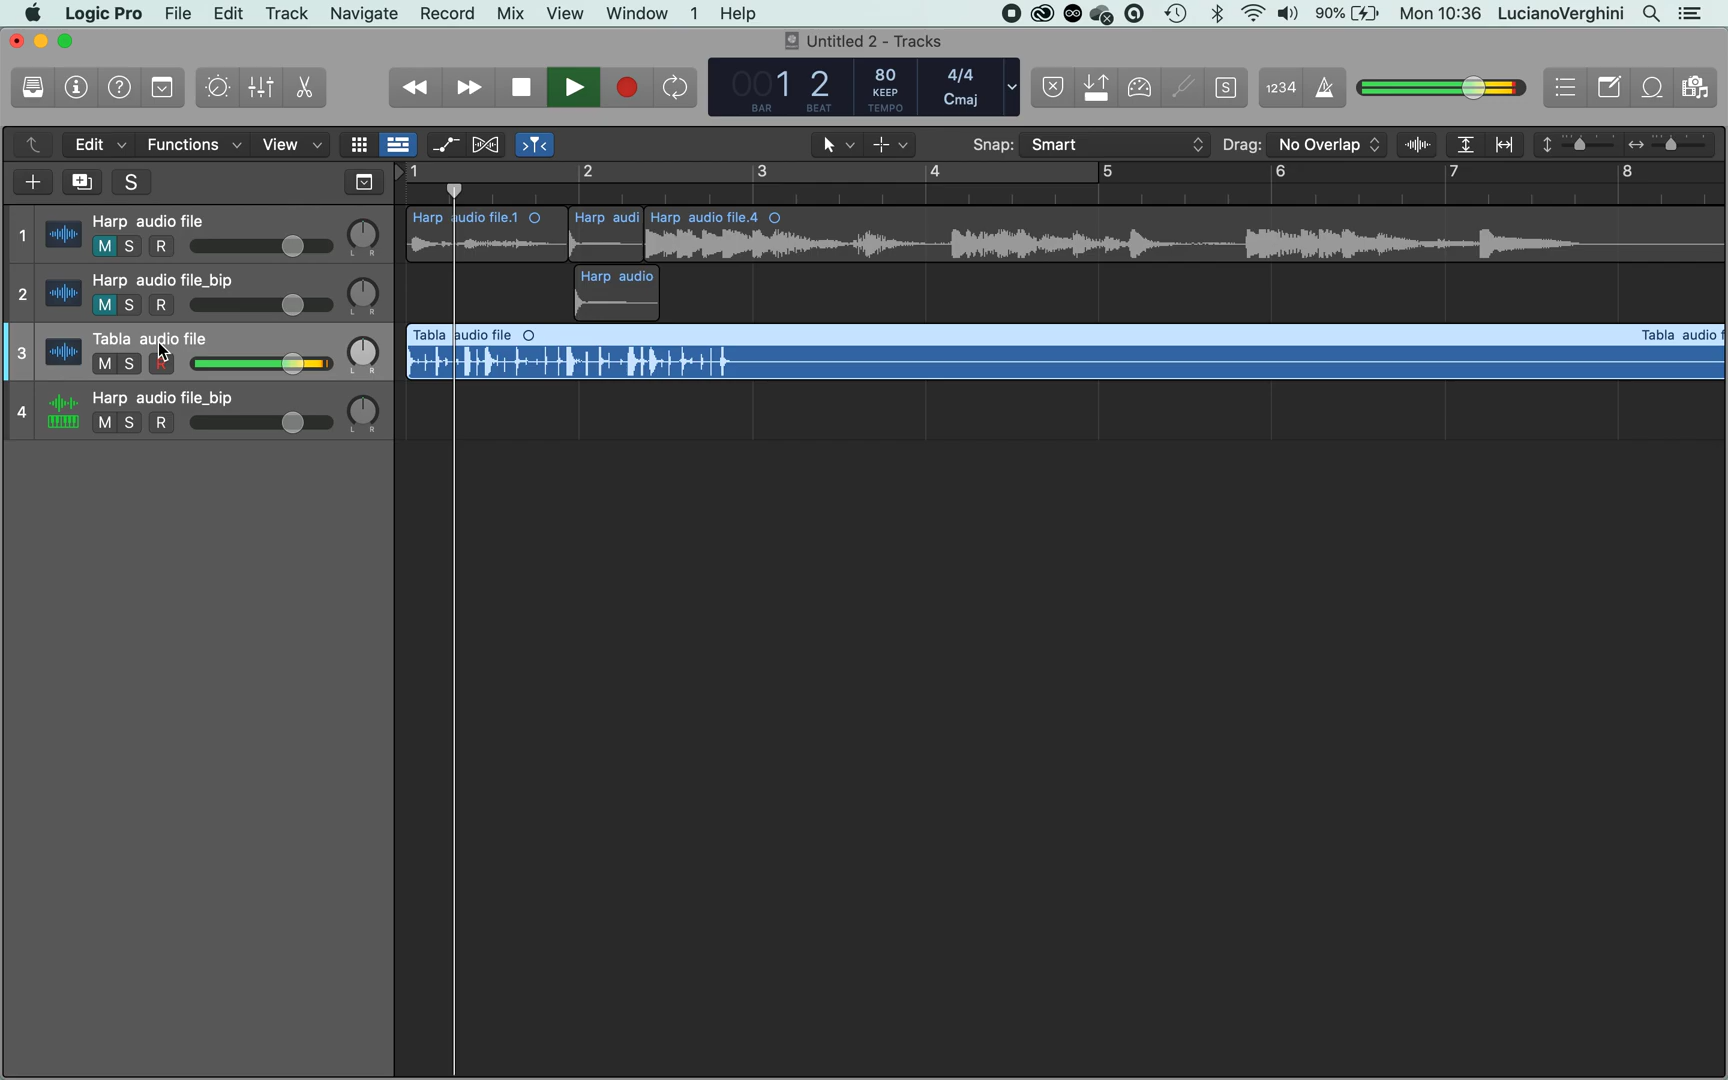 Logic Pro File Edit Track Navigate Record Mix View Window 1 Help 90% Mon 10:36 LucianoVerghini
Untitled 2 - Tracks
001 2 80 4/4
KEEP Cmaj
BAR BEAT TEMPO
S 1234
Edit Functions View Snap: Smart Drag: No Overlap
S 1 2 3 4 5 6 7 8
1 Harp audio file
M S R L R
Harp audio file.1 Harp audi Harp audio file.4
2 Harp audio file_bip
M S R L R
Harp audio
3 Tabla audio file
M S R L R
Tabla audio file Tabla audio f
4 Harp audio file_bip
M S R L R